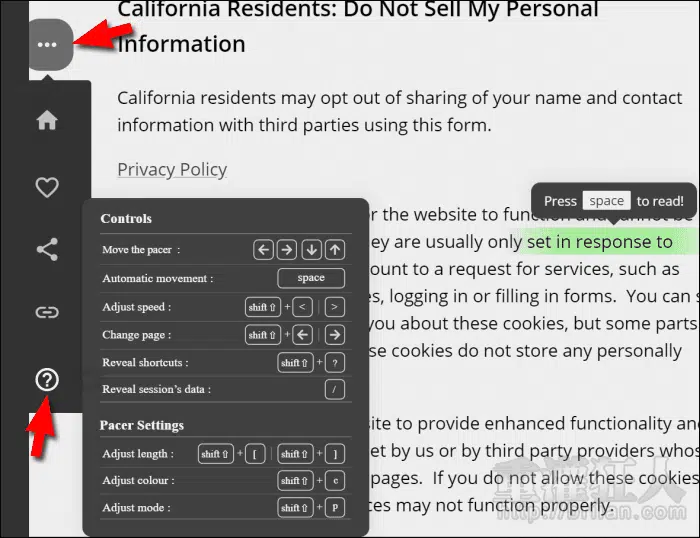 California Residents: Do Not Sell My Personal
Information
California residents may opt out of sharing of your name and contact
information with third parties using this form.
Privacy Policy
Press space to read!
or the website to function and cannot be
ey are usually only set in response to
ount to a request for services, such as
s, logging in or filling in forms. You can s
you about these cookies, but some parts
se cookies do not store any personally
site to provide enhanced functionality and
et by us or by third party providers whos
pages. If you do not allow these cookies
ces may not function properly.
Controls
Move the pacer : ← → ↓ ↑
Automatic movement : space
Adjust speed : shift⇧ + < | >
Change page : shift⇧ + ← | →
Reveal shortcuts : shift⇧ + ?
Reveal session's data : /
Pacer Settings
Adjust length : shift⇧ + [ | shift⇧ + ]
Adjust colour : shift⇧ + c
Adjust mode : shift⇧ + P
重灌狂人
http://briian.com